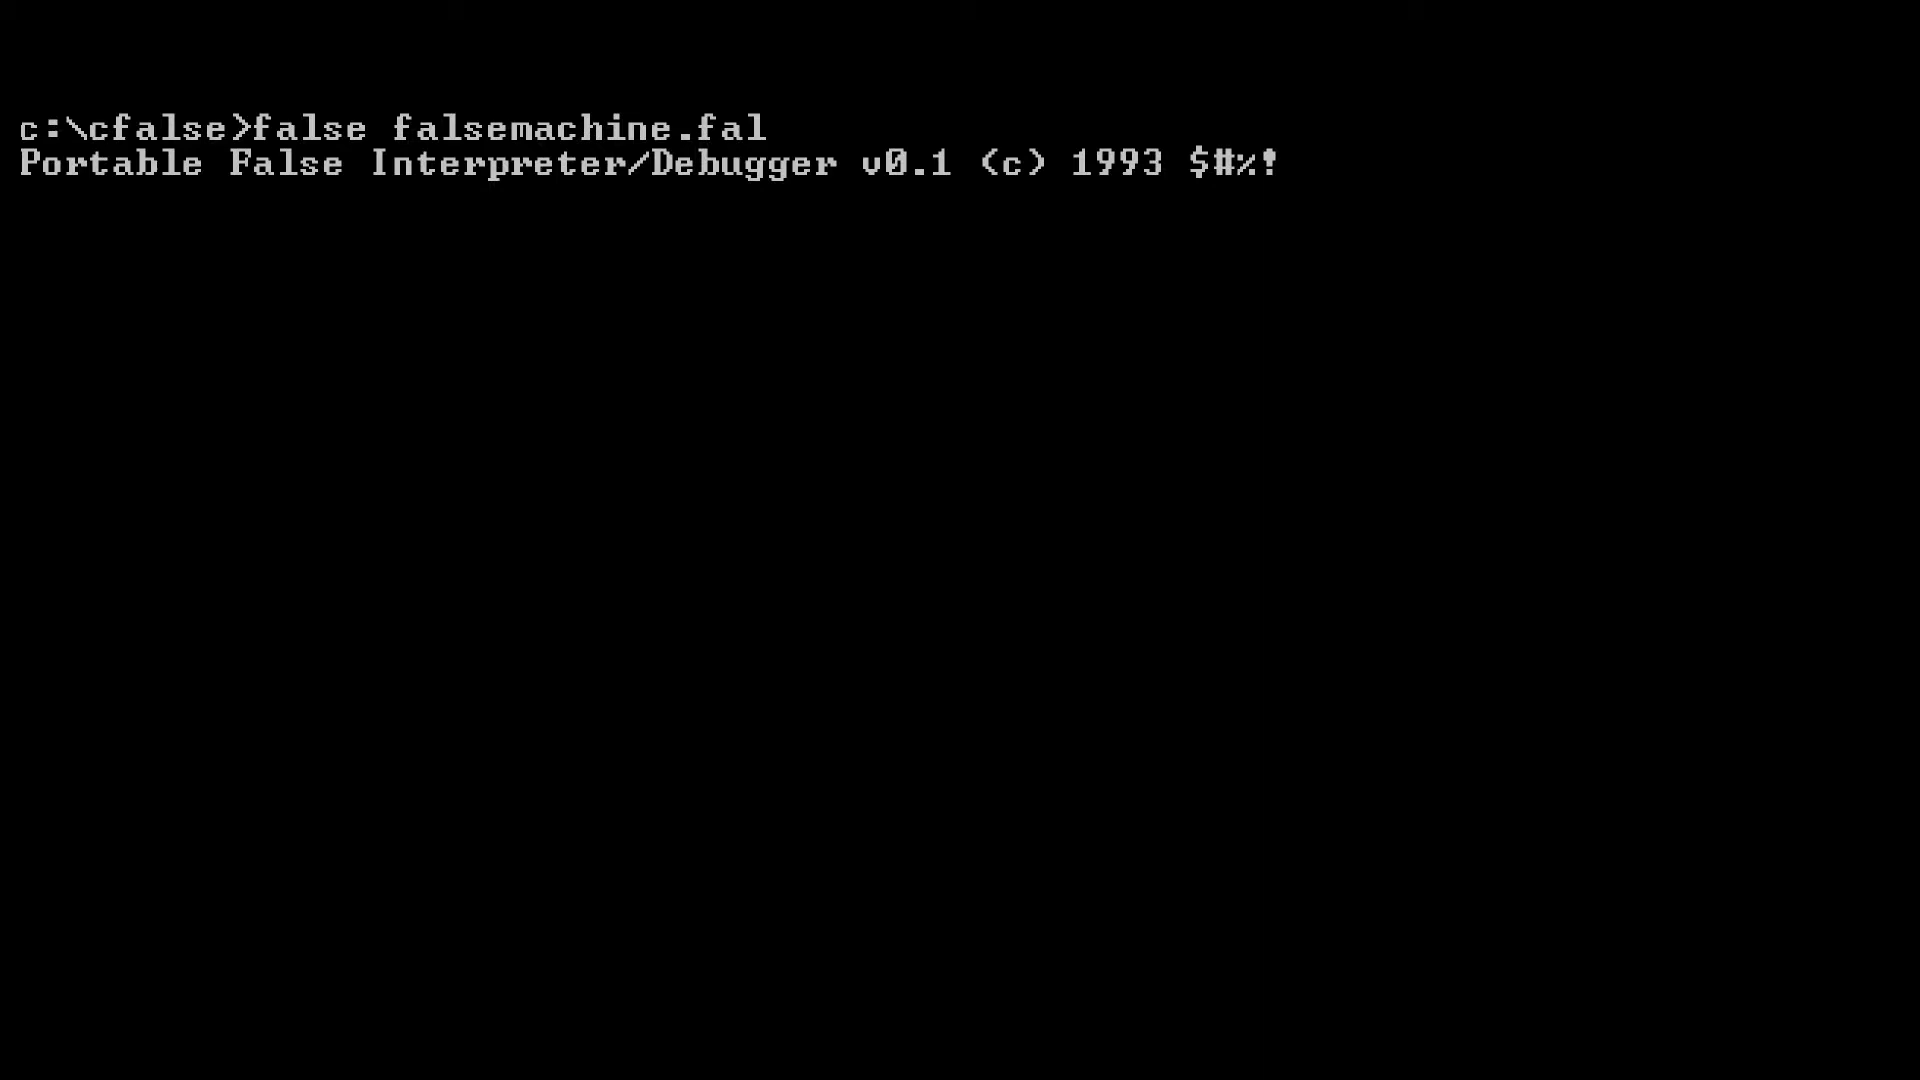 c:\cfalse>false falsemachine.fal
Portable False Interpreter/Debugger v0.1 (c) 1993 $#%!